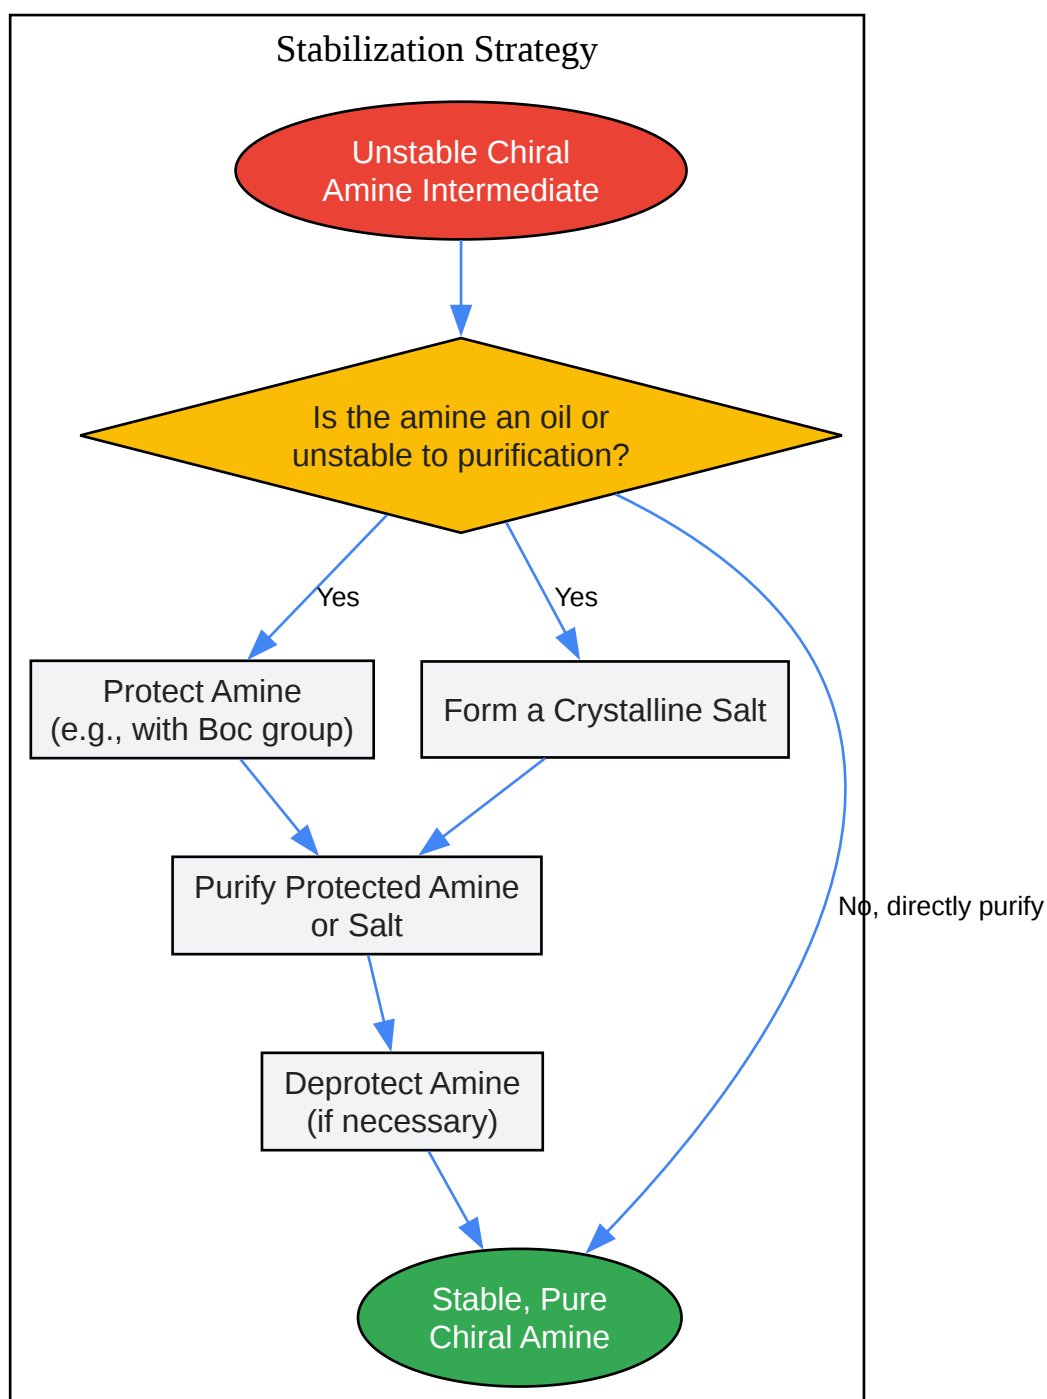 Stabilization Strategy
Unstable Chiral
Amine Intermediate
Is the amine an oil or
unstable to purification?
Yes
Yes
Protect Amine
(e.g., with Boc group)
Form a Crystalline Salt
Purify Protected Amine
or Salt
No, directly purify
Deprotect Amine
(if necessary)
Stable, Pure
Chiral Amine